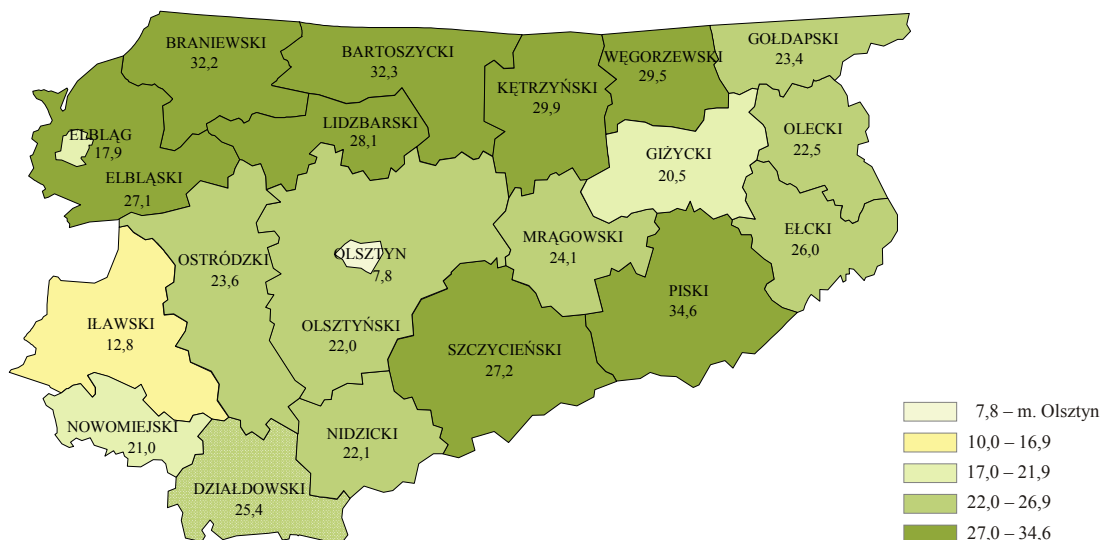 GOŁDAPSKI
23,4
BRANIEWSKI
32,2
BARTOSZYCKI
32,3
WĘGORZEWSKI
29,5
KĘTRZYŃSKI
29,9
LIDZBARSKI
28,1
OLECKI
22,5
ELBLĄG
17,9
GIŻYCKI
20,5
ELBLĄSKI
27,1
EŁCKI
26,0
MRĄGOWSKI
24,1
OSTRÓDZKI
23,6
OLSZTYN
7,8
PISKI
34,6
IŁAWSKI
12,8
OLSZTYŃSKI
22,0
SZCZYCIEŃSKI
27,2
NOWOMIEJSKI
21,0
NIDZICKI
22,1
DZIAŁDOWSKI
25,4
7,8 – m. Olsztyn
10,0 – 16,9
17,0 – 21,9
22,0 – 26,9
27,0 – 34,6